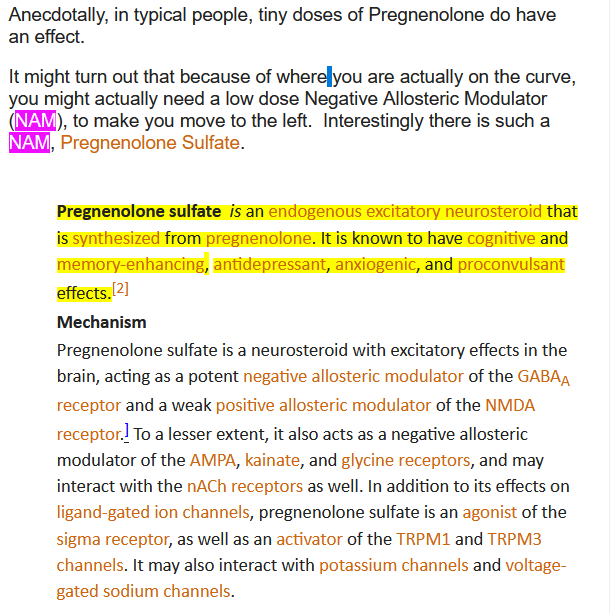 Anecdotally, in typical people, tiny doses of Pregnenolone do have
an effect.
It might turn out that because of where you are actually on the curve,
you might actually need a low dose Negative Allosteric Modulator
(NAM), to make you move to the left.  Interestingly there is such a
NAM, Pregnenolone Sulfate.
Pregnenolone sulfate is an endogenous excitatory neurosteroid that
is synthesized from pregnenolone. It is known to have cognitive and
memory-enhancing, antidepressant, anxiogenic, and proconvulsant
effects.[2]
Mechanism
Pregnenolone sulfate is a neurosteroid with excitatory effects in the
brain, acting as a potent negative allosteric modulator of the GABAA
receptor and a weak positive allosteric modulator of the NMDA
receptor.] To a lesser extent, it also acts as a negative allosteric
modulator of the AMPA, kainate, and glycine receptors, and may
interact with the nACh receptors as well. In addition to its effects on
ligand-gated ion channels, pregnenolone sulfate is an agonist of the
sigma receptor, as well as an activator of the TRPM1 and TRPM3
channels. It may also interact with potassium channels and voltage-
gated sodium channels.